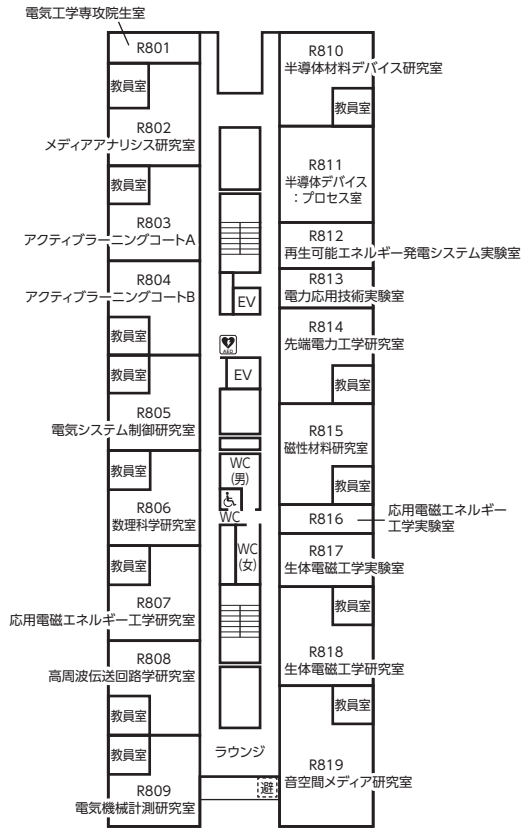 電気工学専攻院生室
R801
教員室
R802
メディアアナリシス研究室
教員室
R803
アクティブラーニングコートA
R804
アクティブラーニングコートB
教員室
教員室
R805
電気システム制御研究室
教員室
R806
数理科学研究室
教員室
R807
応用電磁エネルギー工学研究室
R808
高周波伝送回路学研究室
教員室
教員室
R809
電気機械計測研究室
EV
AED
EV
WC
(男)
WC
WC
(女)
ラウンジ
避
R810
半導体材料デバイス研究室
教員室
R811
半導体デバイス
：プロセス室
R812
再生可能エネルギー発電システム実験室
R813
電力応用技術実験室
R814
先端電力工学研究室
教員室
R815
磁性材料研究室
教員室
R816
応用電磁エネルギー
工学実験室
R817
生体電磁工学実験室
教員室
R818
生体電磁工学研究室
教員室
R819
音空間メディア研究室